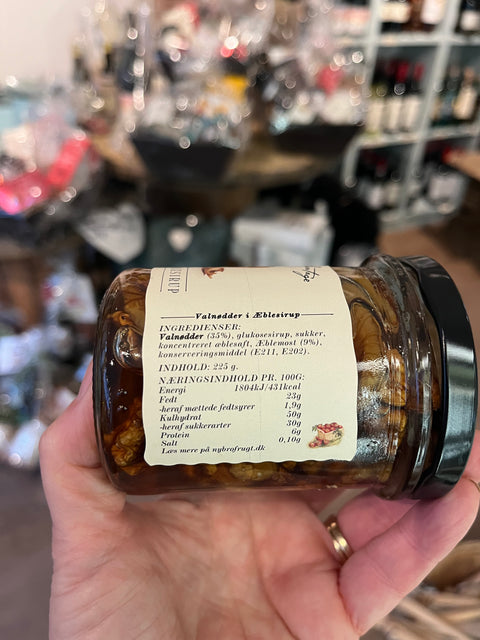 ESIRUP
Valnødder i Æblesirup
INGREDIENSER:
Valnødder (35%), glukosesirup, sukker,
koncentreret æblesaft, Æblemost (9%),
konserveringsmiddel (E211, E202).
INDHOLD: 225 g.
NÆRINGSINDHOLD PR. 100G:
Energi 1804kJ/431kcal
Fedt 23g
-heraf mættede fedtsyrer 1,9g
Kulhydrat 50g
-heraf sukkerarter 30g
Protein 6g
Salt 0,10g
Læs mere på nybrofrugt.dk